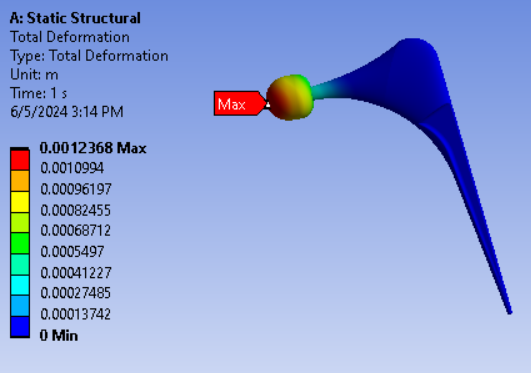 A: Static Structural
Total Deformation
Type: Total Deformation
Unit: m
Time: 1 s
6/5/2024 3:14 PM
Max
0.0012368 Max
0.0010994
0.00096197
0.00082455
0.00068712
0.0005497
0.00041227
0.00027485
0.00013742
0 Min